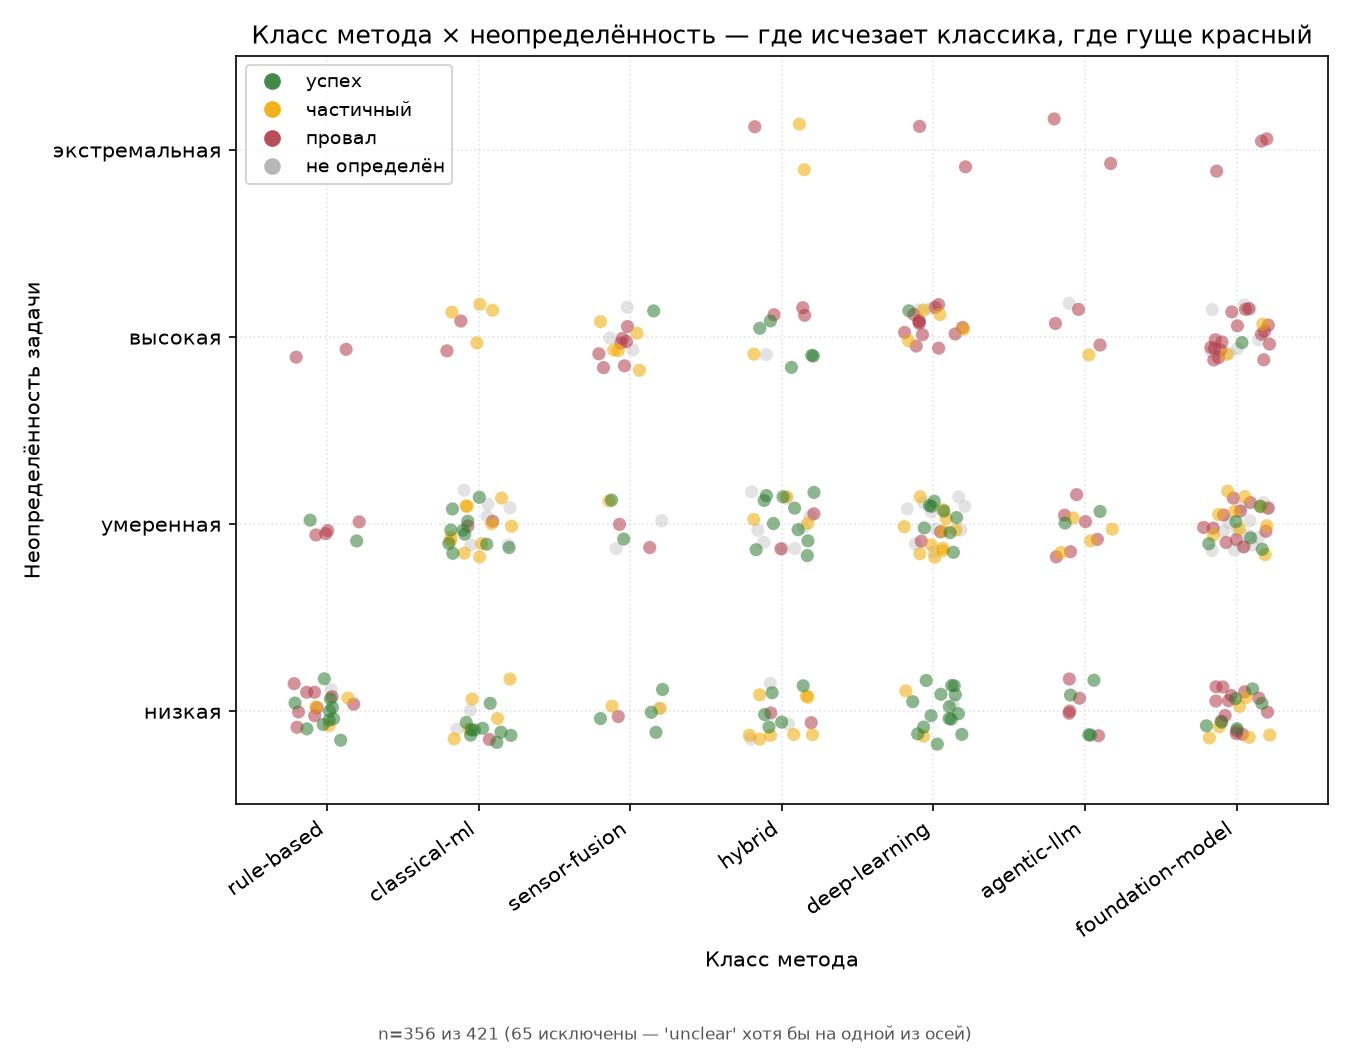 Класс метода × неопределённость — где исчезает классика, где гуще красный
успех
частичный
провал
не определён
Неопределённость задачи
экстремальная
высокая
умеренная
низкая
rule-based
classical-ml
sensor-fusion
hybrid
deep-learning
agentic-llm
foundation-model
Класс метода
n=356 из 421 (65 исключены — 'unclear' хотя бы на одной из осей)